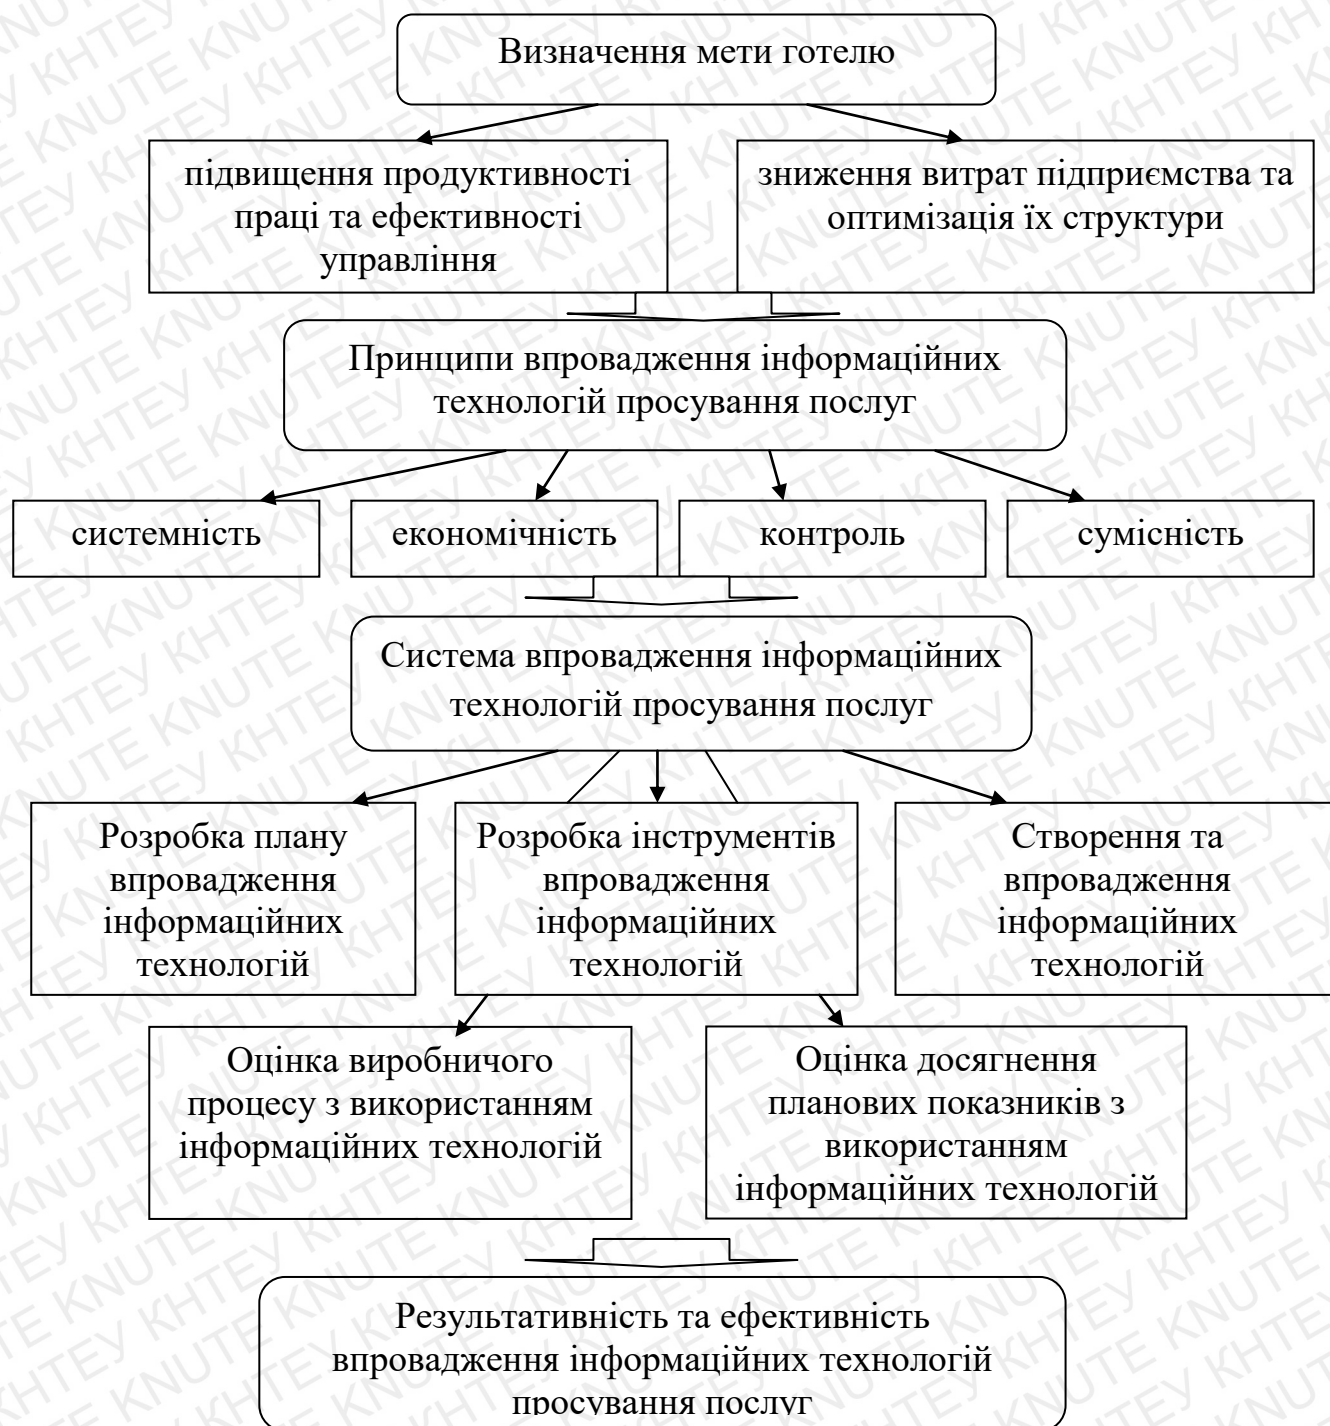 Визначення мети готелю
підвищення продуктивності
праці та ефективності
управління
зниження витрат підприємства та
оптимізація їх структури
Принципи впровадження інформаційних
технологій просування послуг
системність
економічність
контроль
сумісність
Система впровадження інформаційних
технологій просування послуг
Розробка плану
впровадження
інформаційних
технологій
Розробка інструментів
впровадження
інформаційних
технологій
Створення та
впровадження
інформаційних
технологій
Оцінка виробничого
процесу з використанням
інформаційних технологій
Оцінка досягнення
планових показників з
використанням
інформаційних технологій
Результативність та ефективність
впровадження інформаційних технологій
просування послуг